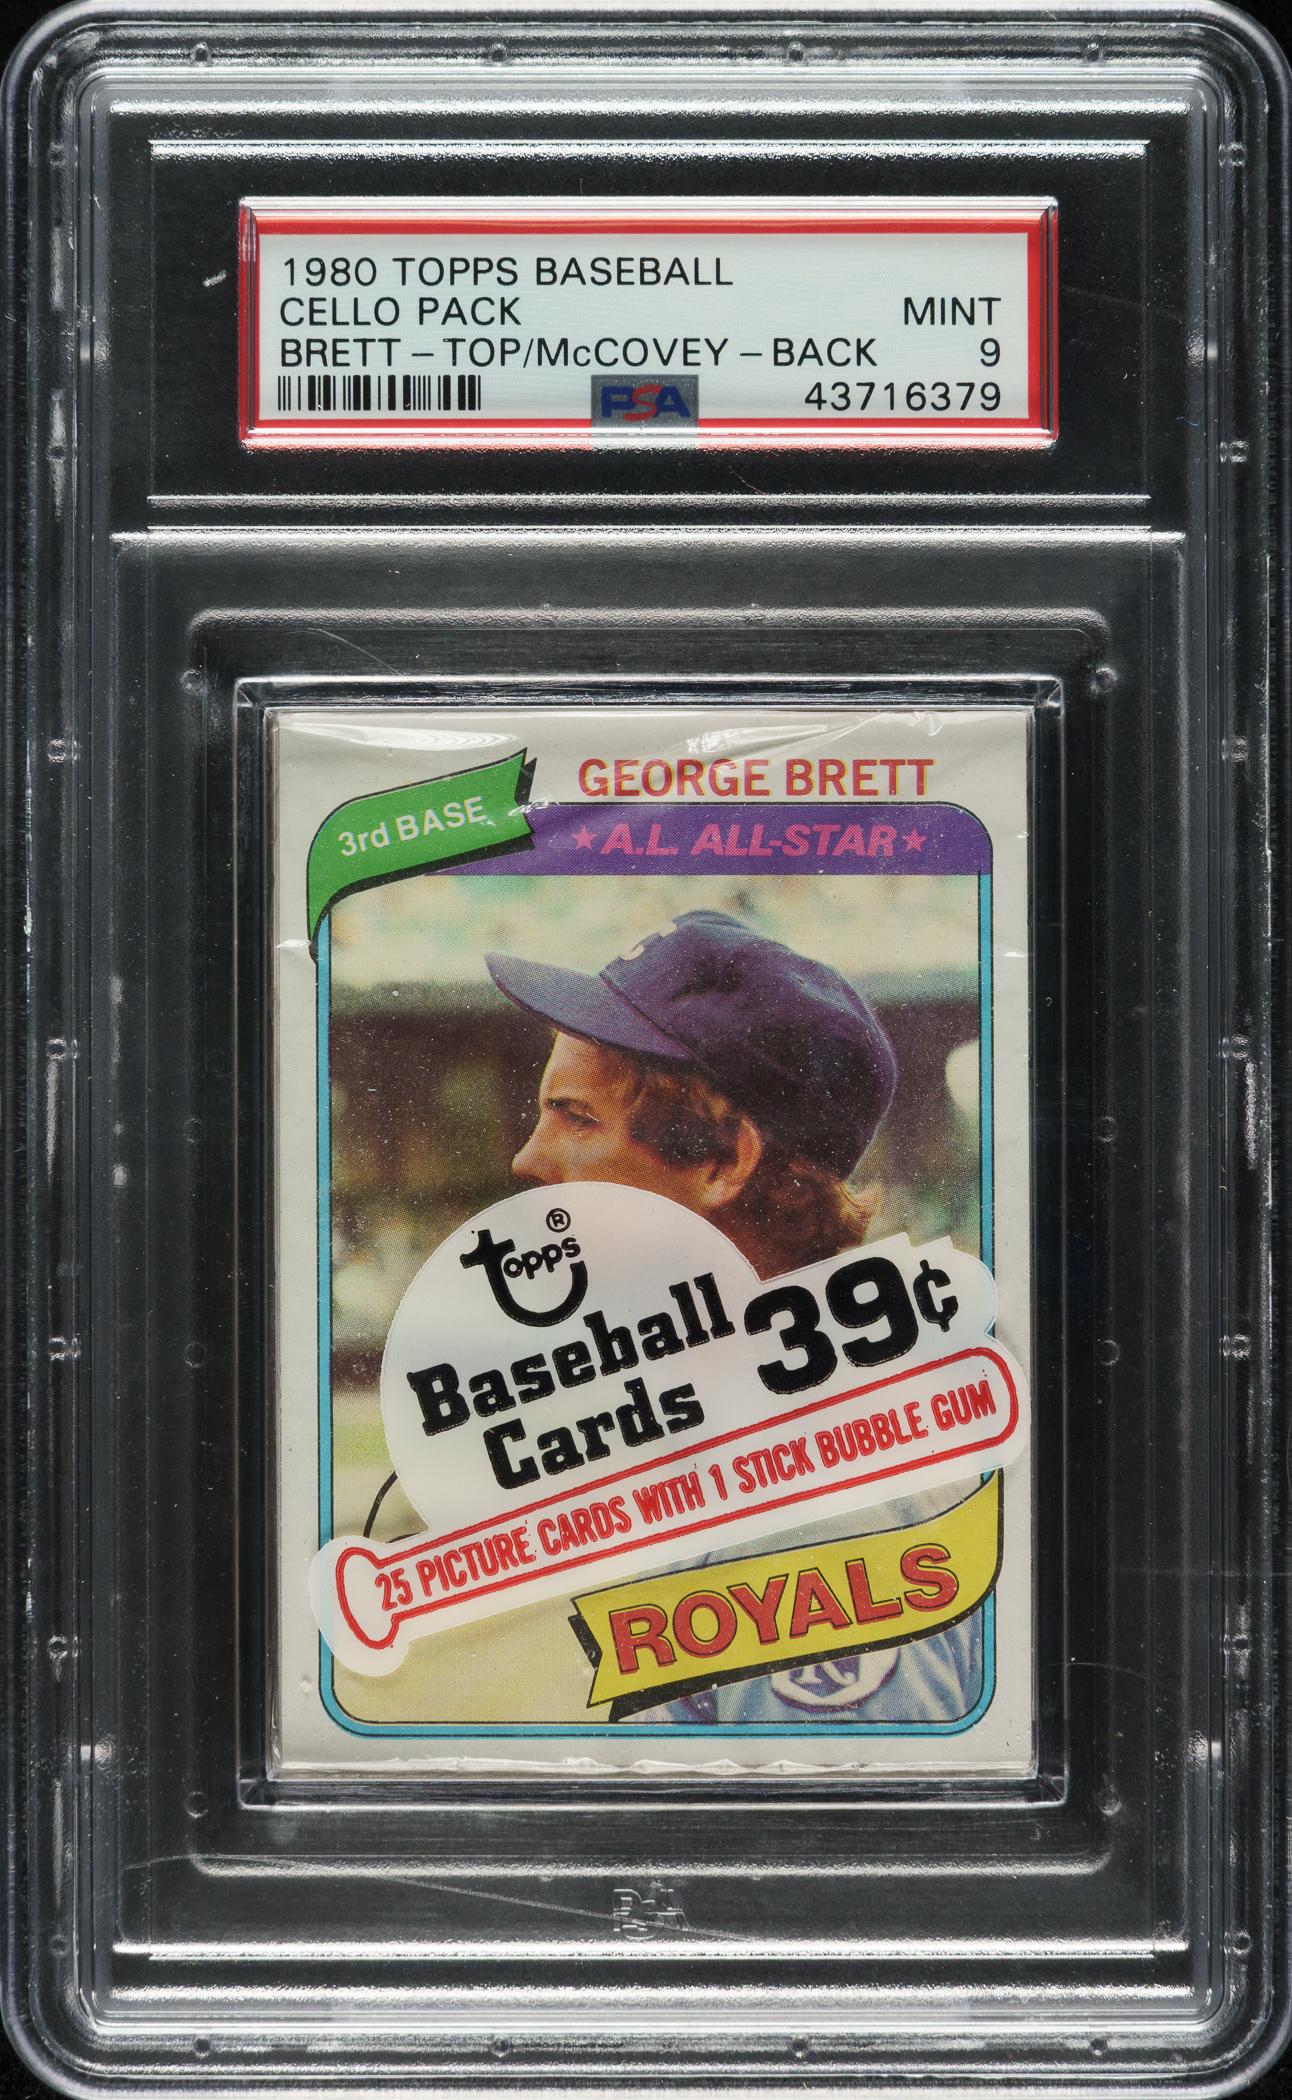 1980 TOPPS BASEBALL
CELLO PACK MINT
BRETT - TOP/McCOVEY - BACK 9
PSA 43716379
GEORGE BRETT
3rd BASE
★A.L. ALL-STAR★
Topps®
Baseball
Cards 39¢
25 PICTURE CARDS WITH 1 STICK BUBBLE GUM
ROYALS
R
PSA